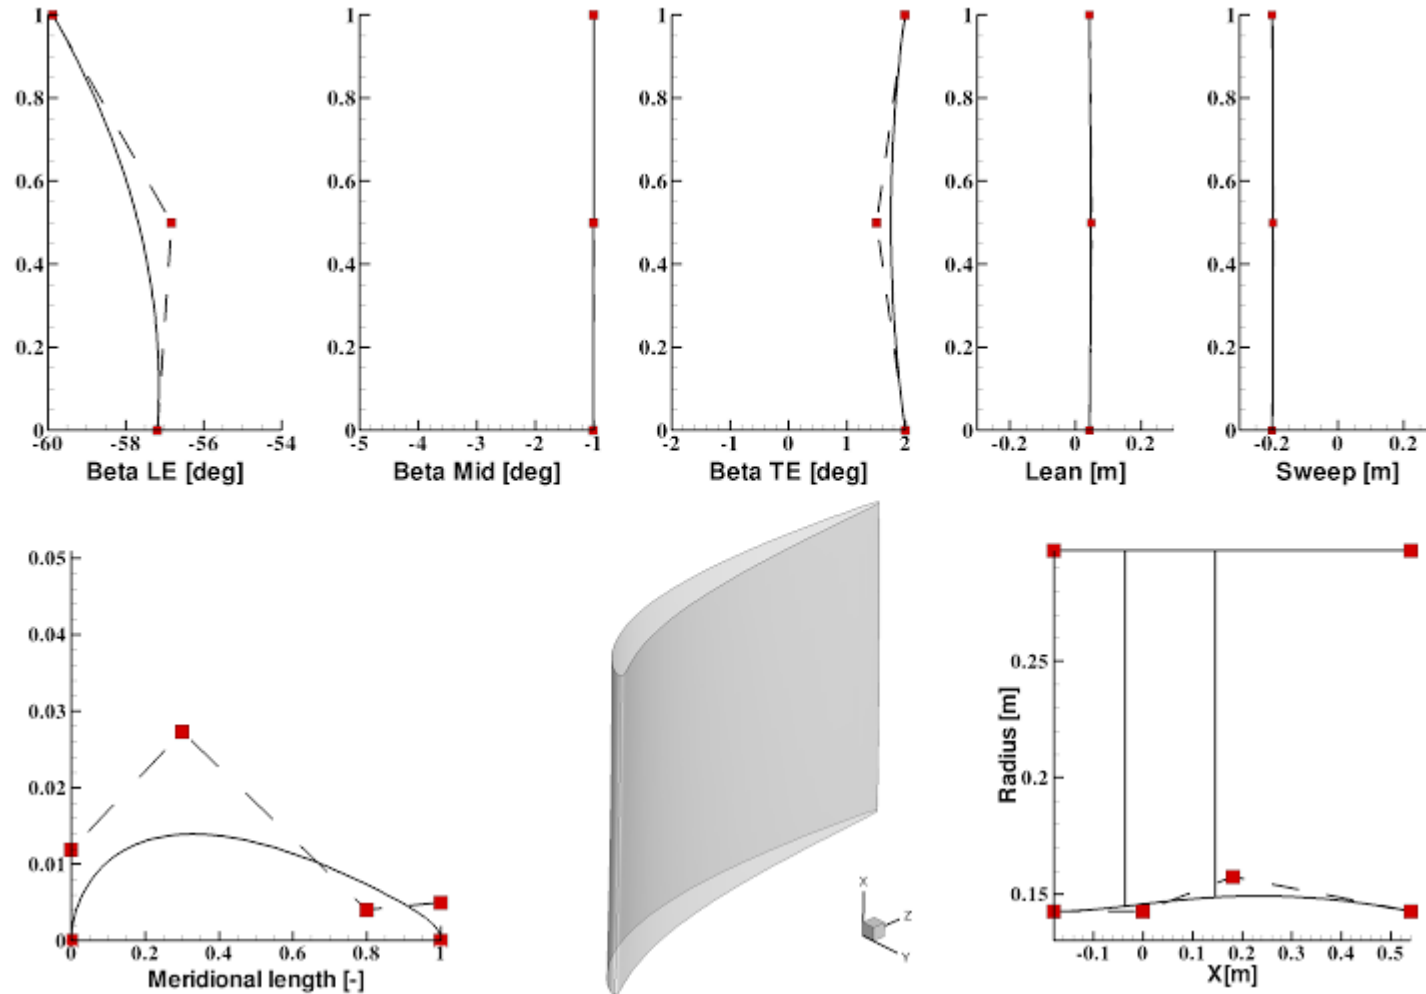 1 1 1 1 1
0.8 0.8 0.8 0.8 0.8
0.6 0.6 0.6 0.6 0.6
0.4 0.4 0.4 0.4 0.4
0.2 0.2 0.2 0.2 0.2
0 0 0 0 0
-60 -58 -56 -54 -5 -4 -3 -2 -1 -2 -1 0 1 2 -0.2 0 0.2 -0.2 0 0.2
Beta LE [deg] Beta Mid [deg] Beta TE [deg] Lean [m] Sweep [m]
0.05
0.04
0.03
0.02
0.01
0
0 0.2 0.4 0.6 0.8 1
Meridional length [-]
X
Z
Y
Radius [m]
0.25
0.2
0.15
-0.1 0 0.1 0.2 0.3 0.4 0.5
X[m]